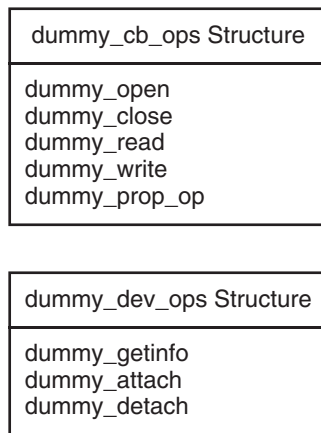 dummy_cb_ops Structure
dummy_open
dummy_close
dummy_read
dummy_write
dummy_prop_op
dummy_dev_ops Structure
dummy_getinfo
dummy_attach
dummy_detach